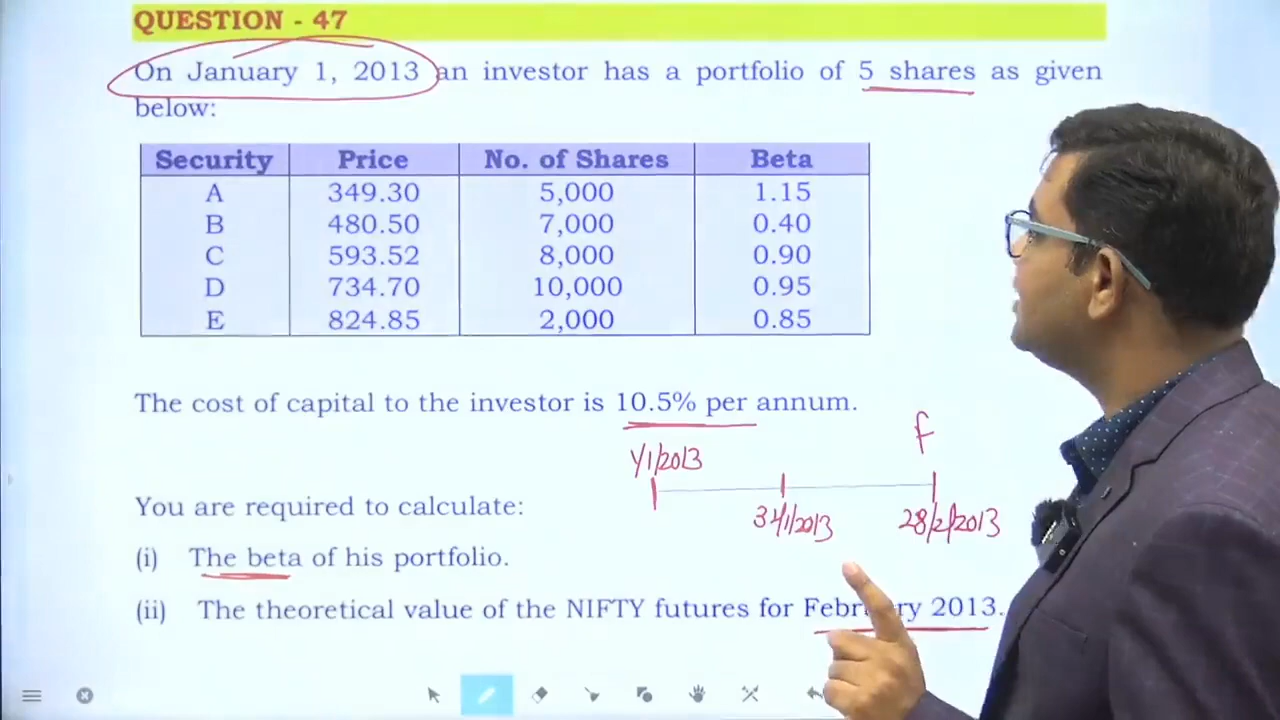 QUESTION - 47
On January 1, 2013 an investor has a portfolio of 5 shares as given
below:
Security Price No. of Shares Beta
A 349.30 5,000 1.15
B 480.50 7,000 0.40
C 593.52 8,000 0.90
D 734.70 10,000 0.95
E 824.85 2,000 0.85
The cost of capital to the investor is 10.5% per annum.
f
1/1/2013
You are required to calculate:
31/1/2013 28/2/2013
(i) The beta of his portfolio.
(ii) The theoretical value of the NIFTY futures for February 2013.